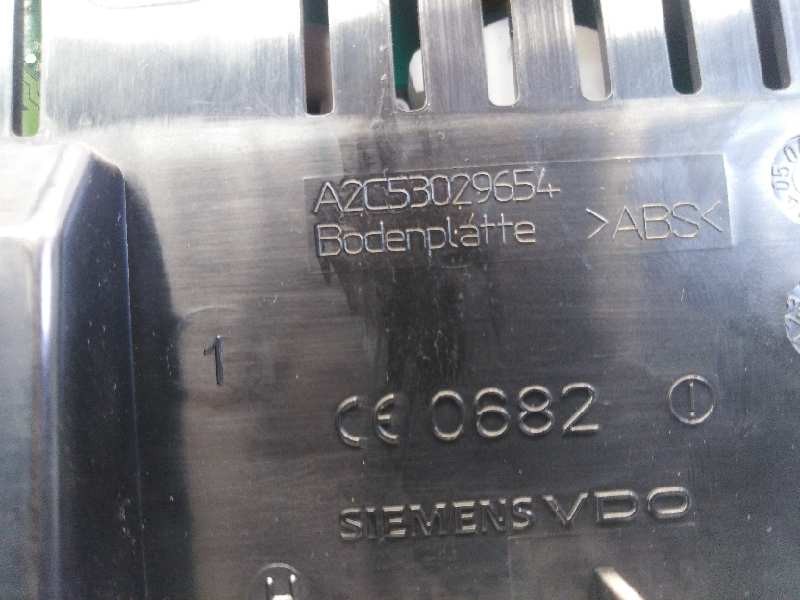 A2C53029654
Bodenplatte >ABS<
1
CE 0682
SIEMENS VDO